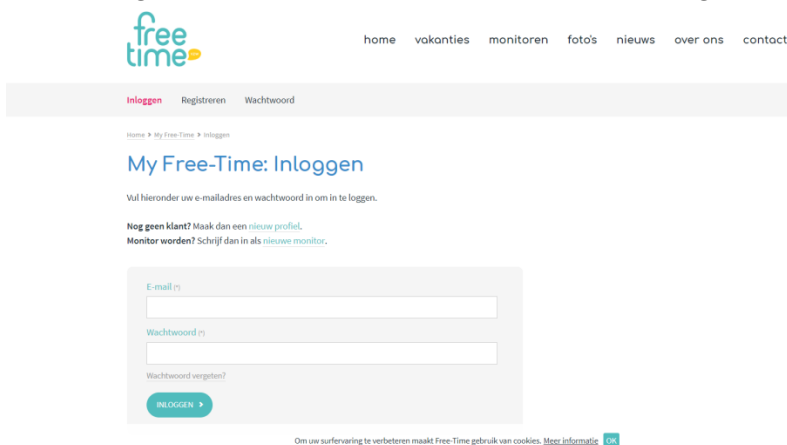 free
time
home vakanties monitoren foto's nieuws over ons contact
Inloggen Registreren Wachtwoord
Home My Free-Time Inloggen
My Free-Time: Inloggen
Vul hieronder uw e-mailadres en wachtwoord in om in te loggen.
Nog geen klant? Maak dan een nieuw profiel.
Monitor worden? Schrijf dan in als nieuwe monitor.
E-mail (*)
Wachtwoord (*)
Wachtwoord vergeten?
INLOGGEN
Om uw surfervaring te verbeteren maakt Free-Time gebruik van cookies. Meer informatie OK